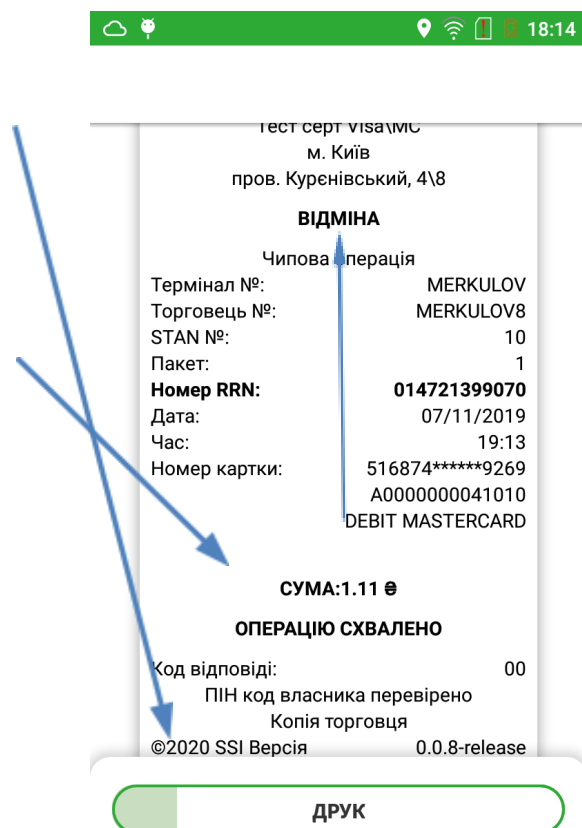 18:14
Тест серт Visa\MC
м. Київ
пров. Курєнівський, 4\8
ВІДМІНА
Чипова операція
Термінал №: MERKULOV
Торговець №: MERKULOV8
STAN №: 10
Пакет: 1
Номер RRN: 014721399070
Дата: 07/11/2019
Час: 19:13
Номер картки: 516874******9269
A0000000041010
DEBIT MASTERCARD
СУМА:1.11 ₴
ОПЕРАЦІЮ СХВАЛЕНО
Код відповіді: 00
ПІН код власника перевірено
Копія торговця
©2020 SSI Версія 0.0.8-release
ДРУК